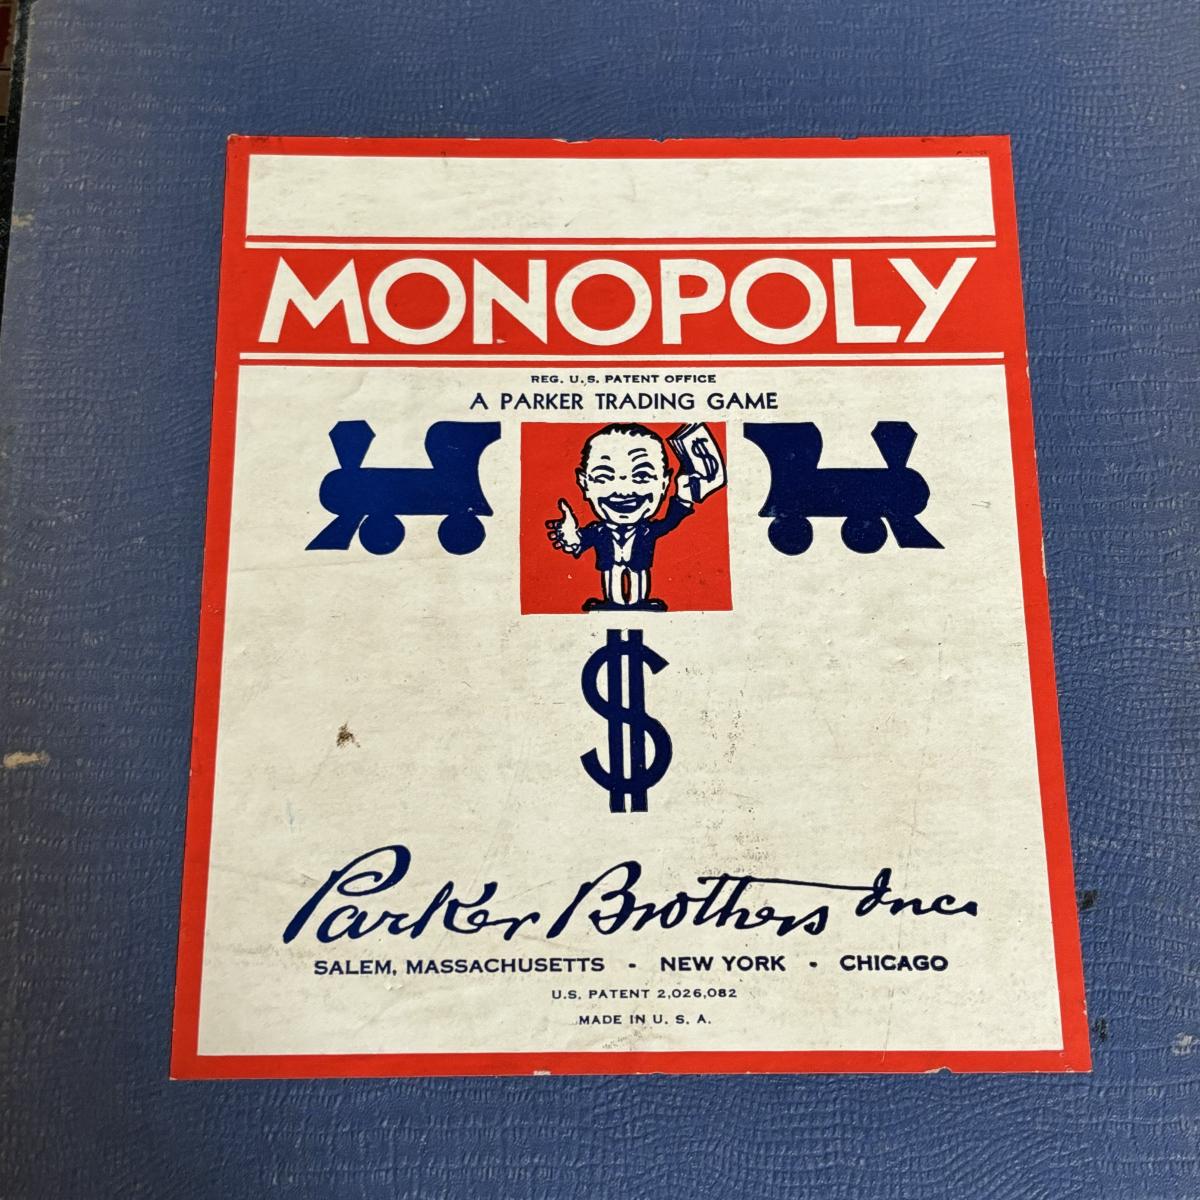 MONOPOLY
REG. U.S. PATENT OFFICE
A PARKER TRADING GAME
$
$
Parker Brothers Inc.
SALEM, MASSACHUSETTS - NEW YORK - CHICAGO
U.S. PATENT 2,026,082
MADE IN U. S. A.